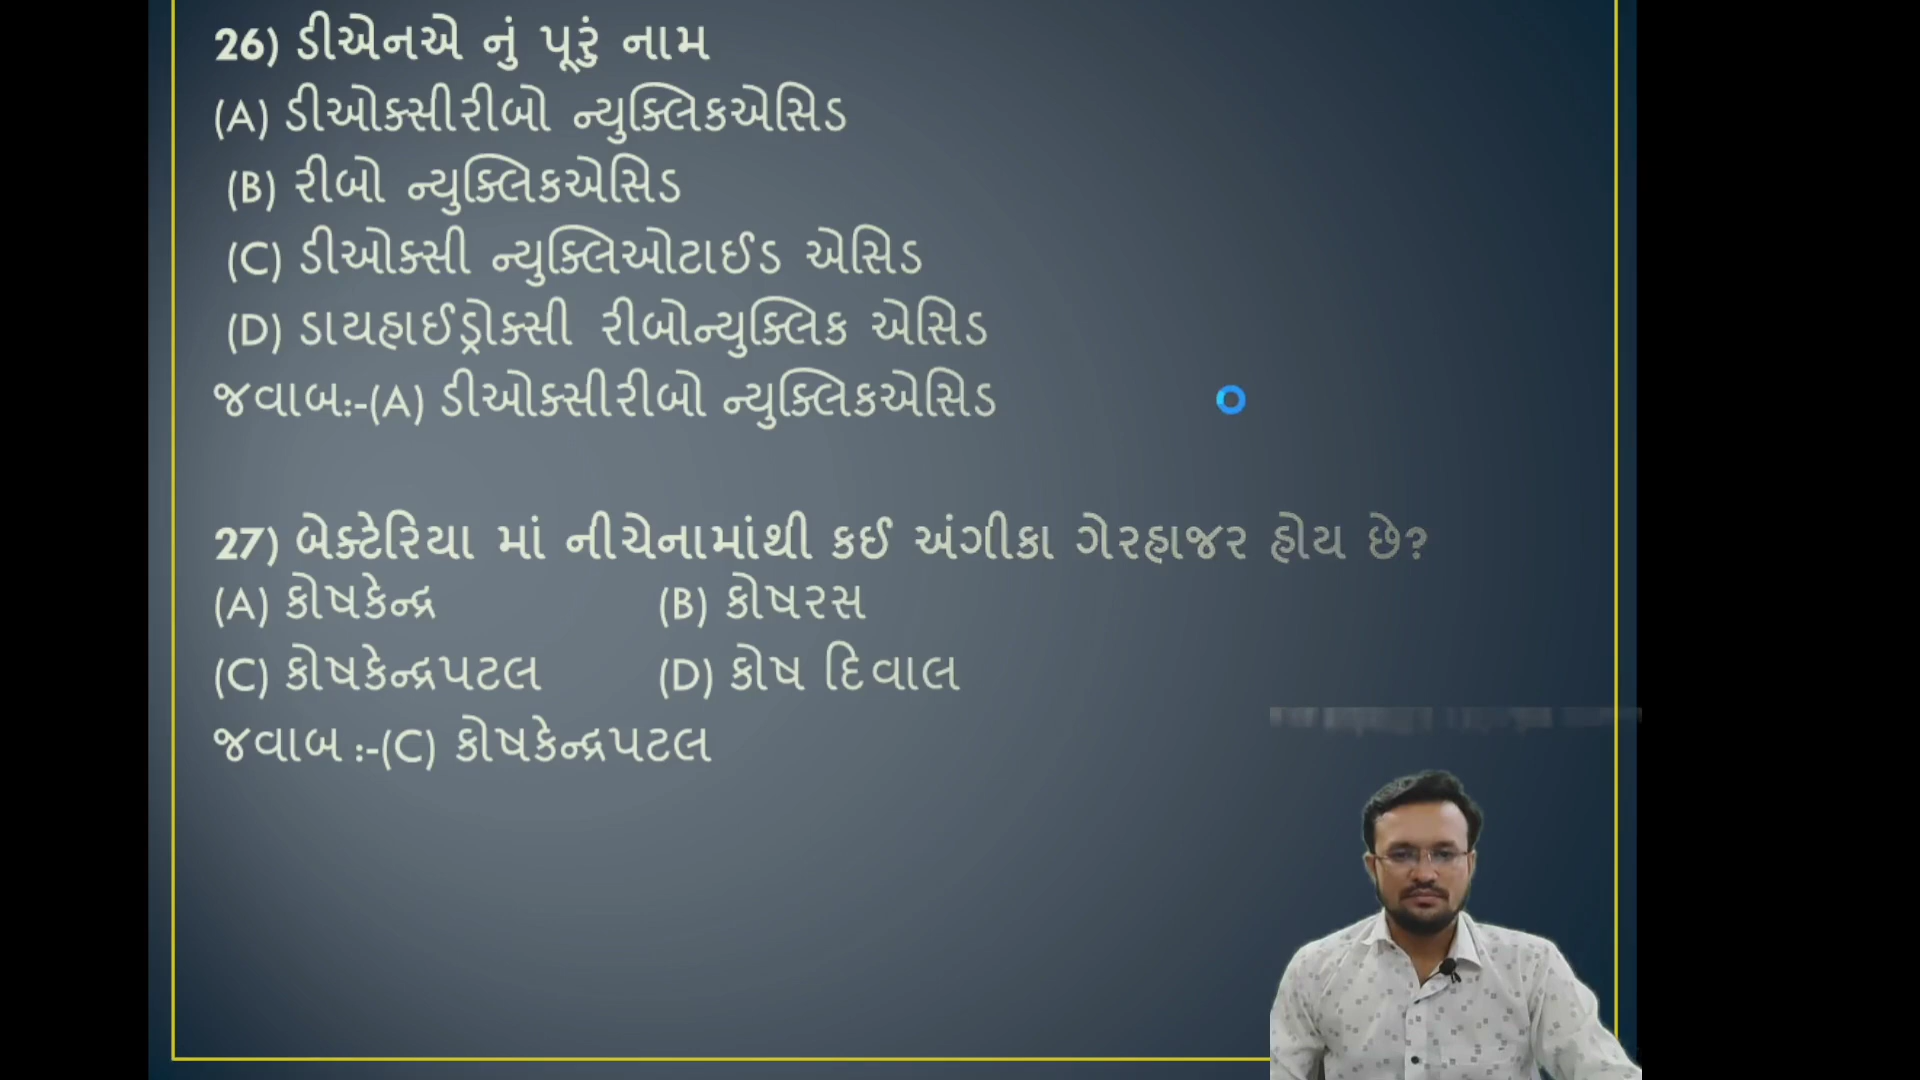 26) ડીએનએ નું પૂરું નામ
(A) ડીઓક્સીરીબો ન્યુક્લિકએસિડ
(B) રીબો ન્યુક્લિકએસિડ
(C) ડીઓક્સી ન્યુક્લિઓટાઈડ એસિડ
(D) ડાયહાઈડ્રોક્સી રીબોન્યુક્લિક એસિડ
જવાબઃ-(A) ડીઓક્સીરીબો ન્યુક્લિકએસિડ
27) બેક્ટેરિયા માં નીચેનામાંથી કઈ અંગીકા ગેરહાજર હોય છે?
(A) કોષકેન્દ્ર (B) કોષરસ
(C) કોષકેન્દ્રપટલ (D) કોષ દિવાલ
જવાબ :-(C) કોષકેન્દ્રપટલ